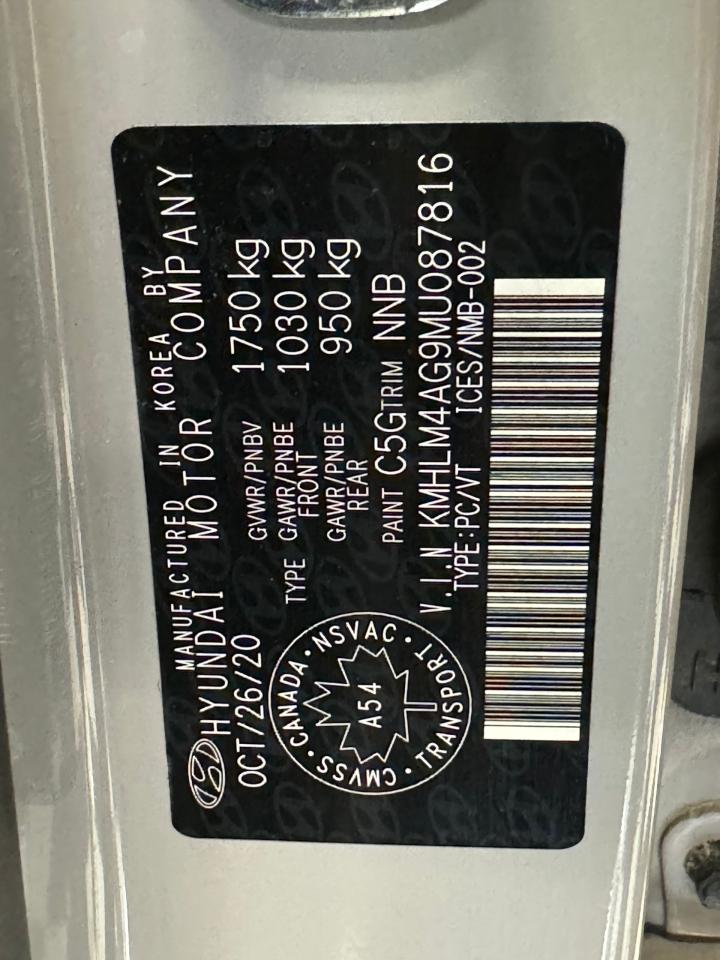 MANUFACTURED IN KOREA BY
HYUNDAI MOTOR COMPANY
OCT/26/20
GVWR/PNBV 1750 kg
TYPE GAWR/PNBE FRONT 1030 kg
GAWR/PNBE REAR 950 kg
PAINT C5G TRIM NNB
V.I.N KMHLM4AG9MU087816
TYPE:PC/VT ICES/NMB-002
CANADA · NSVAC · TRANSPORT · CMVSS ·
A54